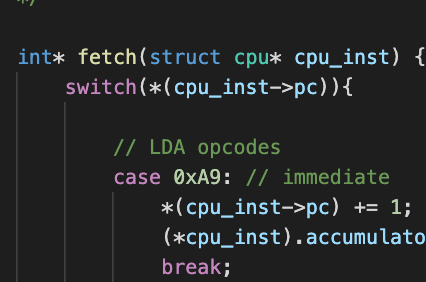 int* fetch(struct cpu* cpu_inst) {
switch(*(cpu_inst->pc)){
// LDA opcodes
case 0xA9: // immediate
*(cpu_inst->pc) += 1;
(*cpu_inst).accumulato
break;